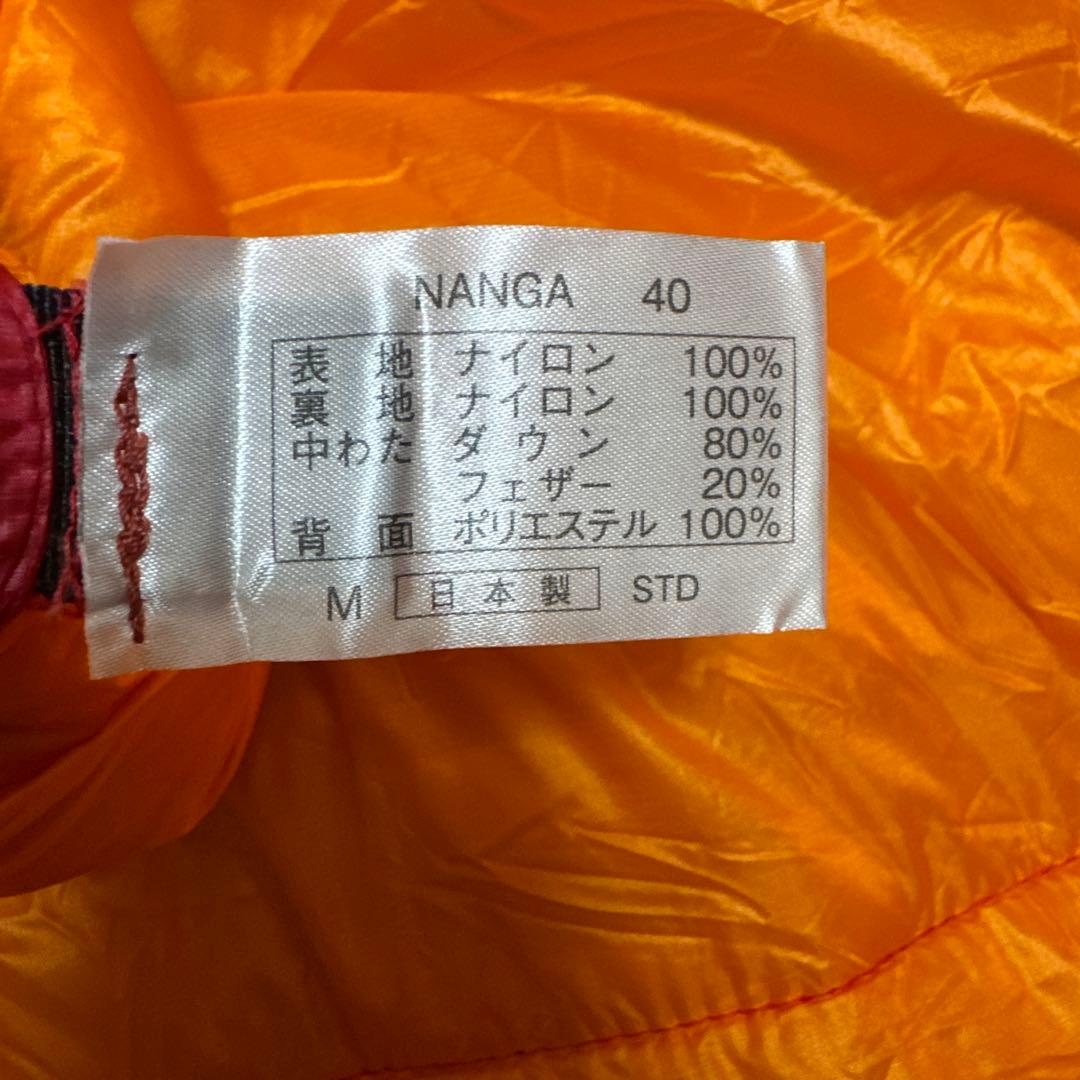 NANGA 40
表地 ナイロン 100%
裏地 ナイロン 100%
中わた ダウン 80%
フェザー 20%
背面 ポリエステル 100%
M 日本製 STD